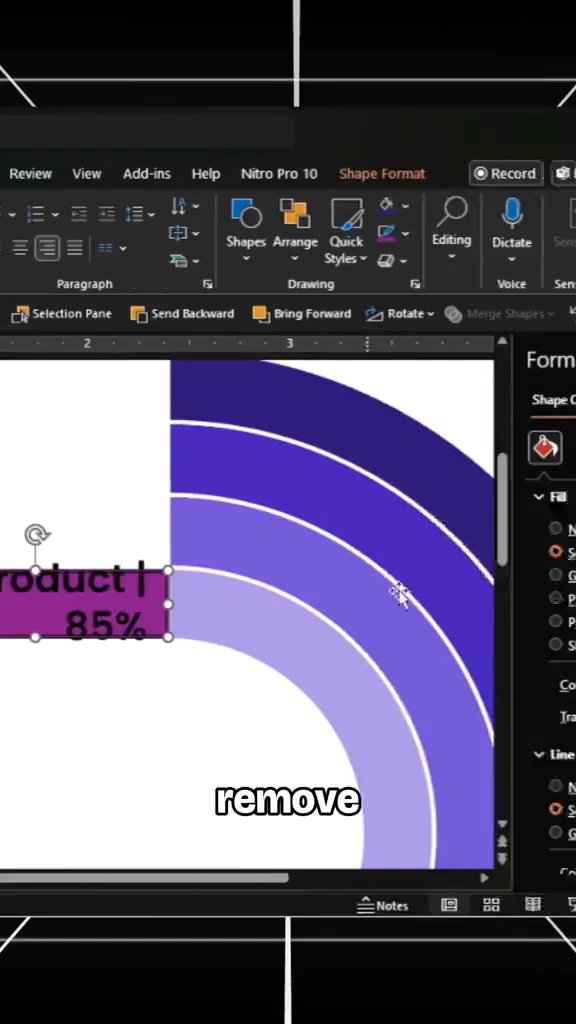 Review View Add-ins Help Nitro Pro 10 Shape Format Record
Shapes Arrange Quick Styles Editing Dictate
Paragraph Drawing Voice
Selection Pane Send Backward Bring Forward Rotate Merge Shapes
2 3
Shape
Fill
roduct |
85%
Line
remove
Notes